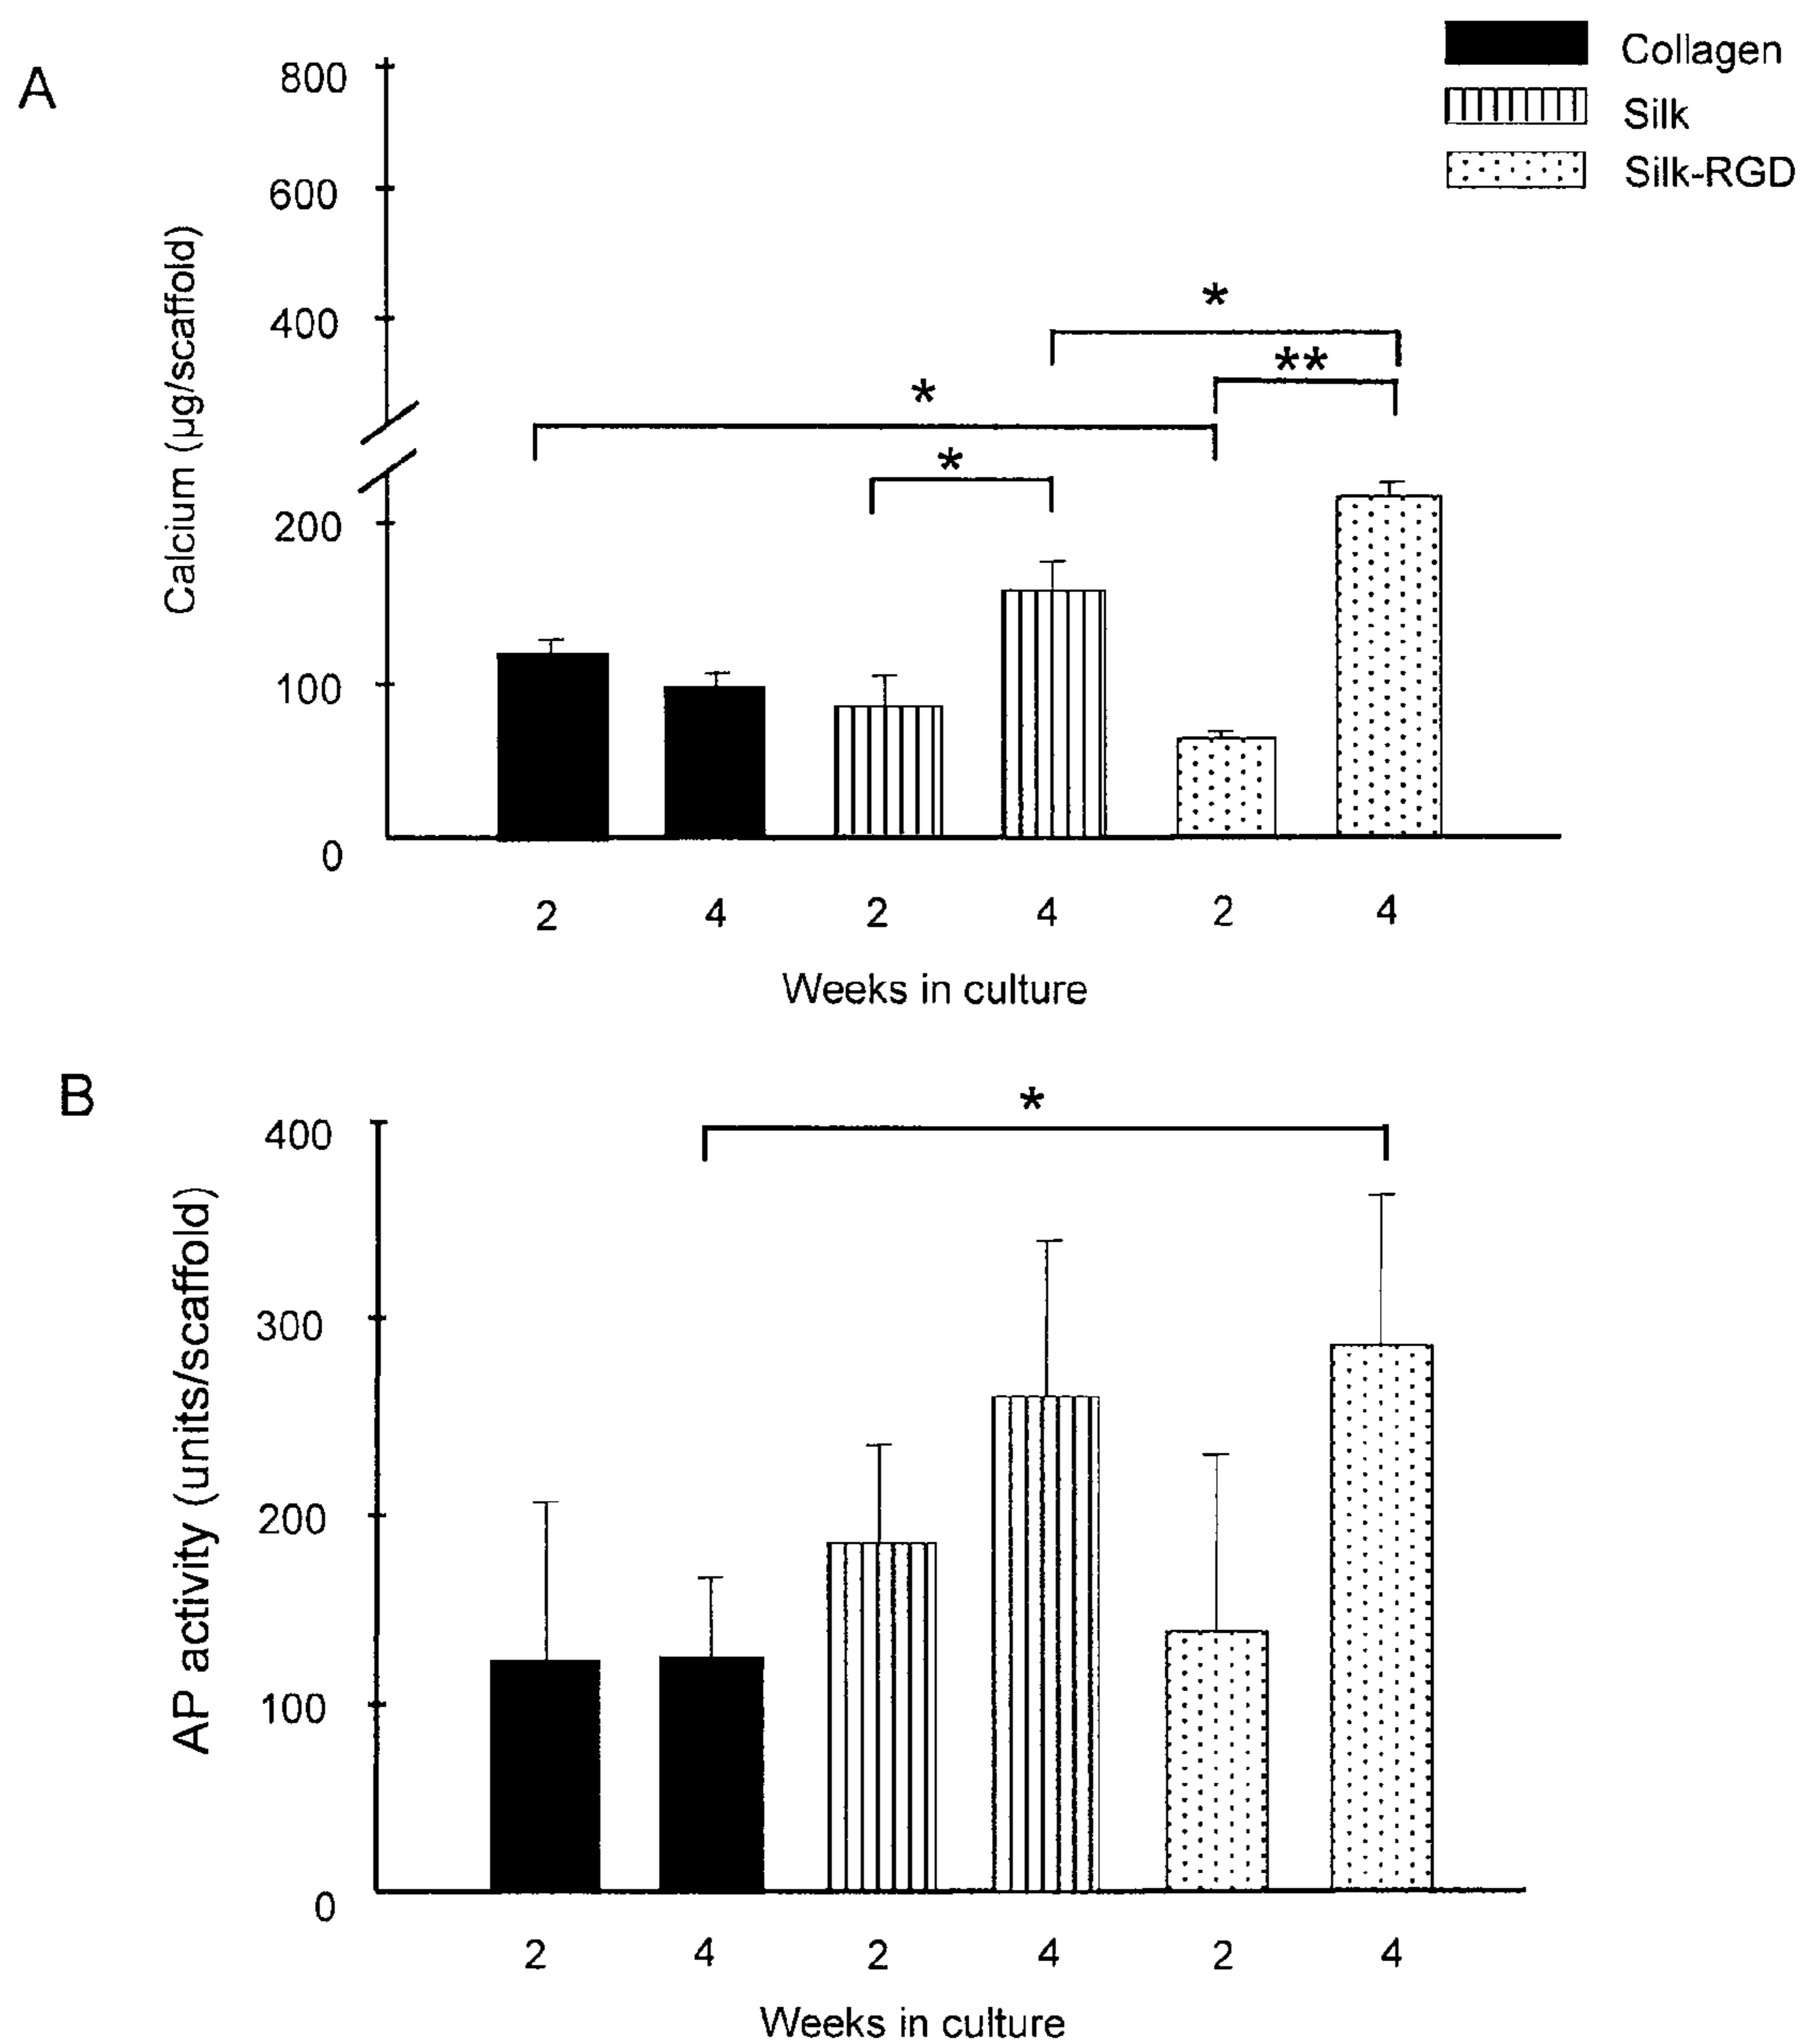 A
Collagen
Silk
Silk-RGD
800
600
400
200
100
0
Calcium (µg/scaffold)
*
**
*
*
2 4 2 4 2 4
Weeks in culture
B
400
300
200
100
0
AP activity (units/scaffold)
*
2 4 2 4 2 4
Weeks in culture